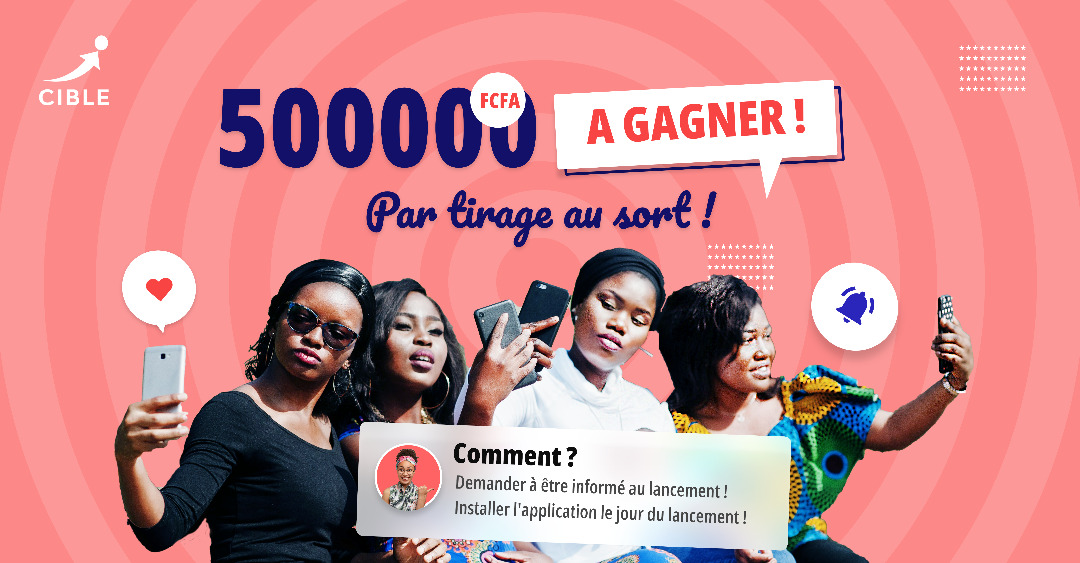 CIBLE
500000
FCFA
A GAGNER !
Par tirage au sort !
Comment ?
Demander à être informé au lancement !
Installer l'application le jour du lancement !